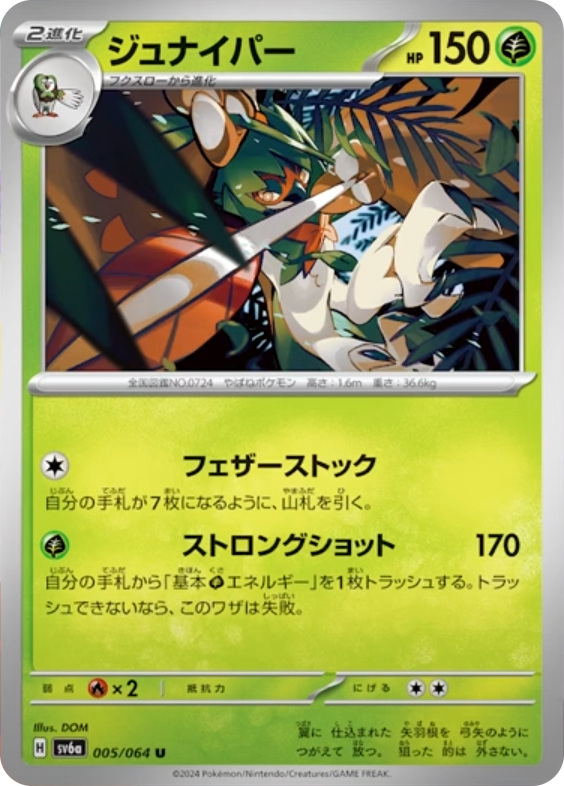 2進化
ジュナイパー
HP 150
フクスローから進化
全国図鑑NO.0724 やばねポケモン 高さ:1.6m 重さ:36.6kg
フェザーストック
自分の手札が7枚になるように、山札を引く。
ストロングショット 170
自分の手札から「基本エネルギー」を1枚トラッシュする。トラッ
シュできないなら、このワザは失敗。
弱点 ×2 抵抗力 にげる
Illus. DOM
H sv6a 005/064 U
翼に 仕込まれた 矢羽根を 弓矢のように
つがえて 放つ。 狙った 的は 外さない。
©2024 Pokémon/Nintendo/Creatures/GAME FREAK.